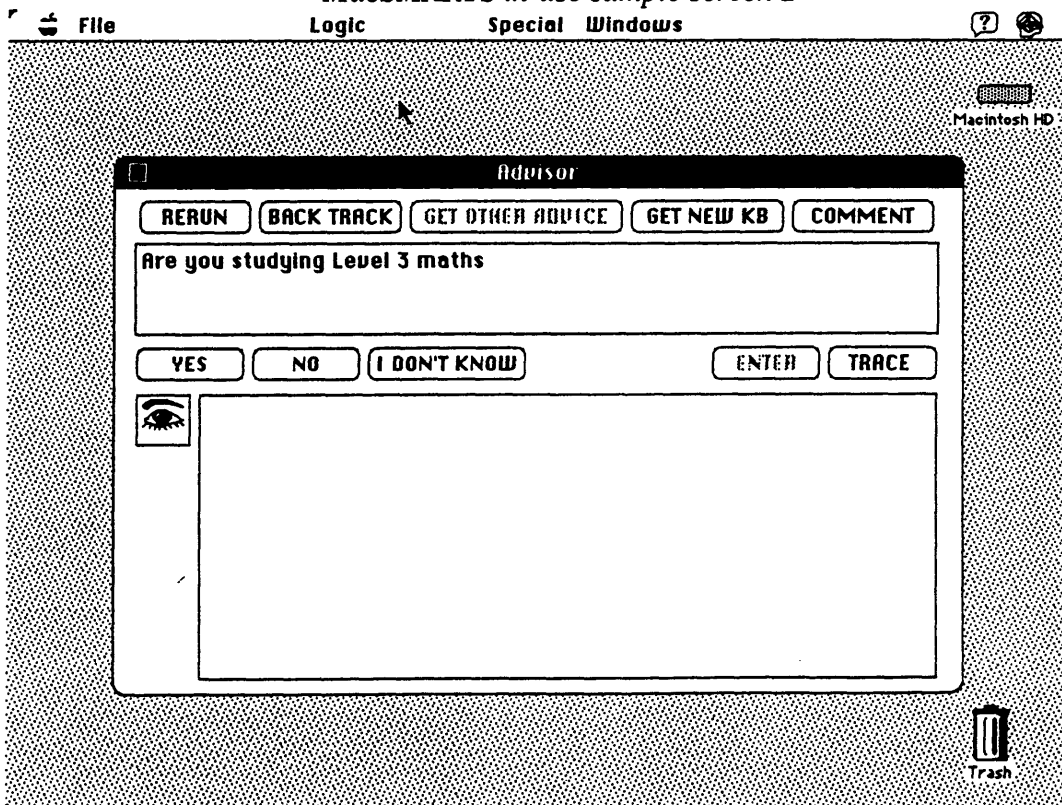 File Logic Special Windows
?
Macintosh HD
Advisor
RERUN BACK TRACK GET OTHER ADVICE GET NEW KB COMMENT
Are you studying Level 3 maths
YES NO I DON'T KNOW ENTER TRACE
Trash